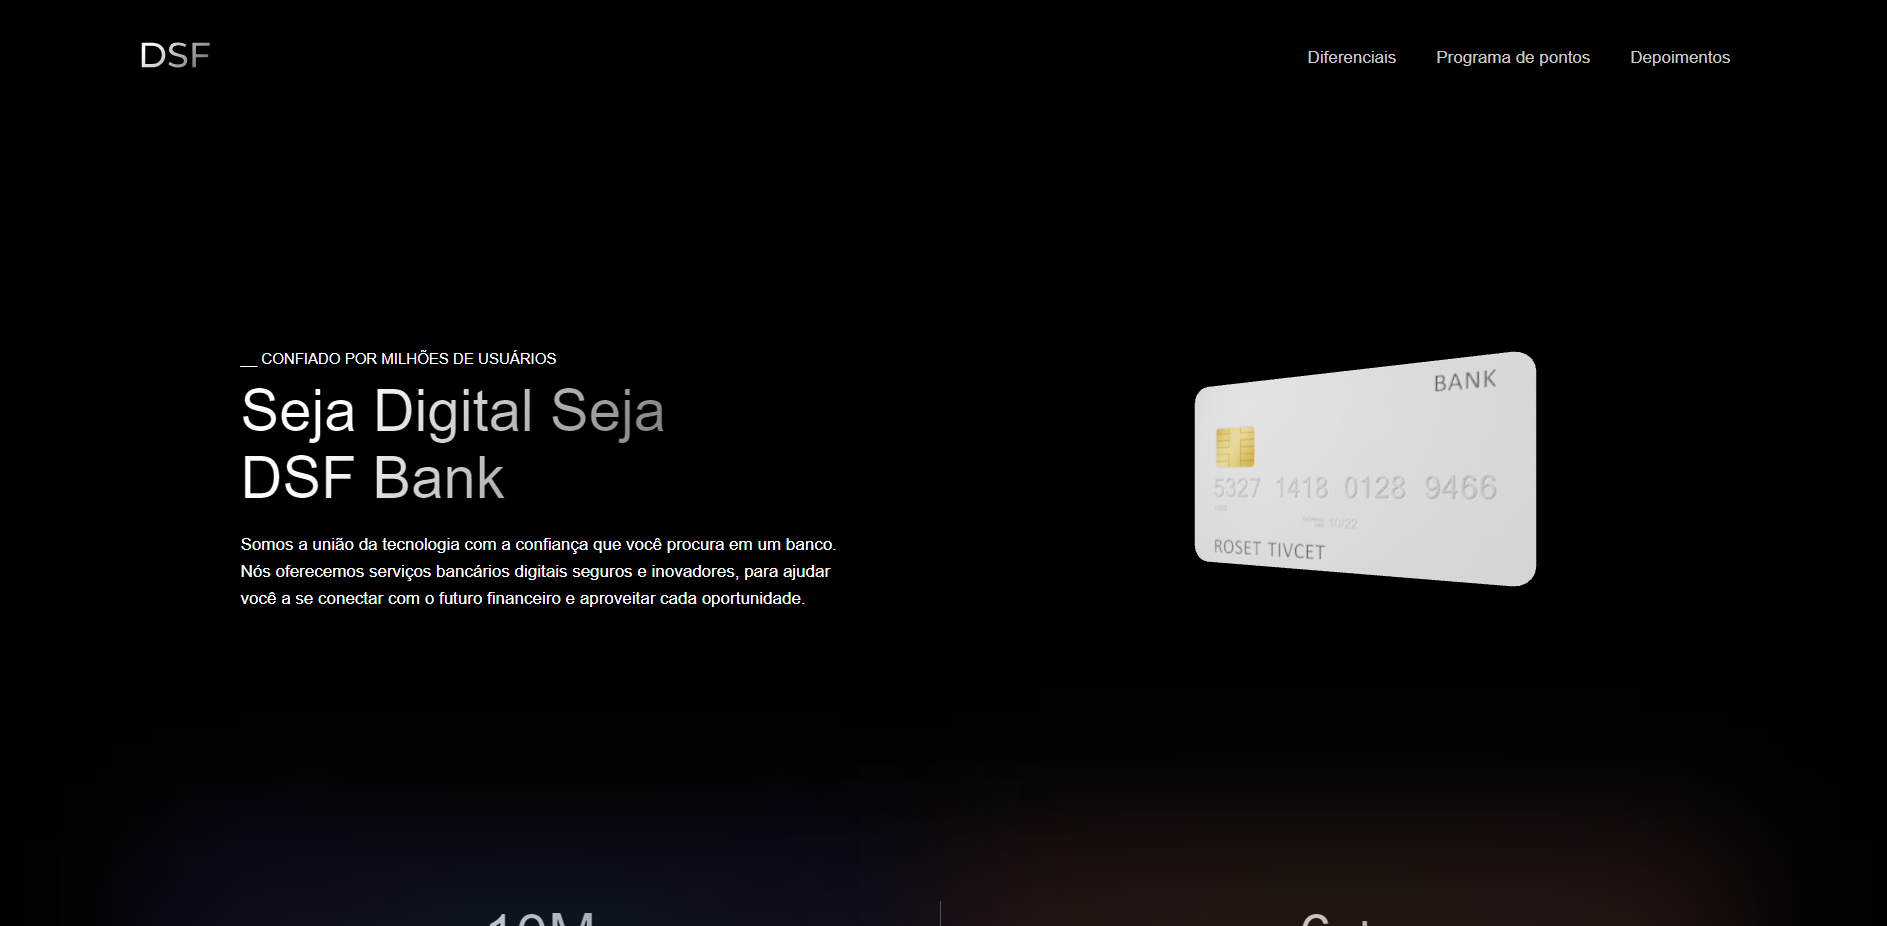 DSF
Diferenciais
Programa de pontos
Depoimentos
__ CONFIADO POR MILHÕES DE USUÁRIOS
Seja Digital Seja
DSF Bank
Somos a união da tecnologia com a confiança que você procura em um banco.
Nós oferecemos serviços bancários digitais seguros e inovadores, para ajudar
você a se conectar com o futuro financeiro e aproveitar cada oportunidade.
BANK
5327 1418 0128 9466
10/22
ROSET TIVCET
10M